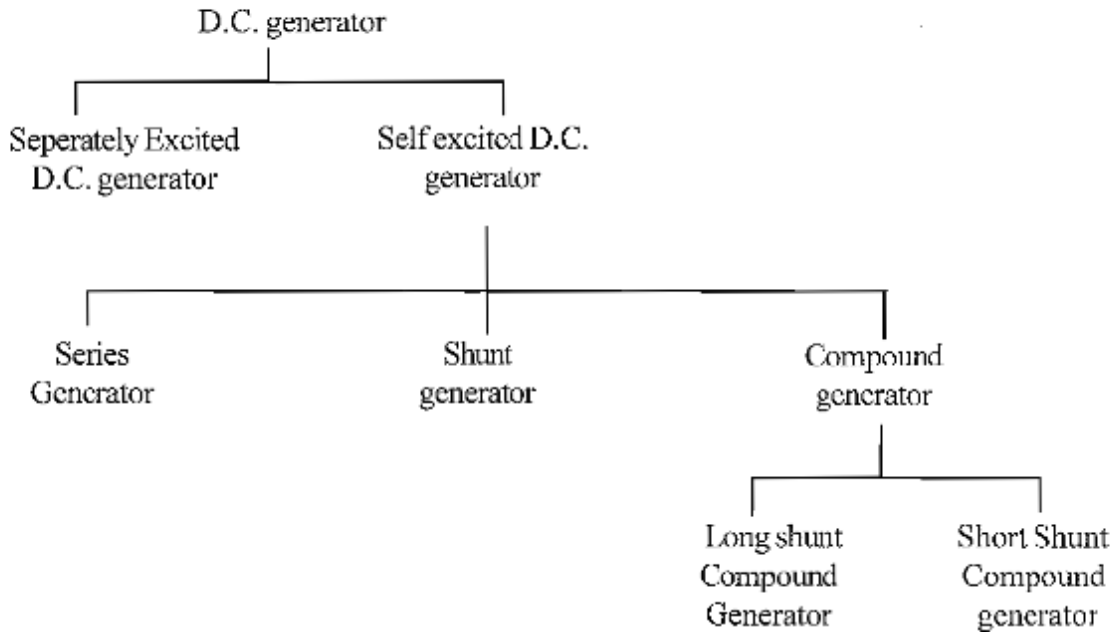 D.C. generator
Seperately Excited
D.C. generator
Self excited D.C.
generator
Series
Generator
Shunt
generator
Compound
generator
Long shunt
Compound
Generator
Short Shunt
Compound
generator